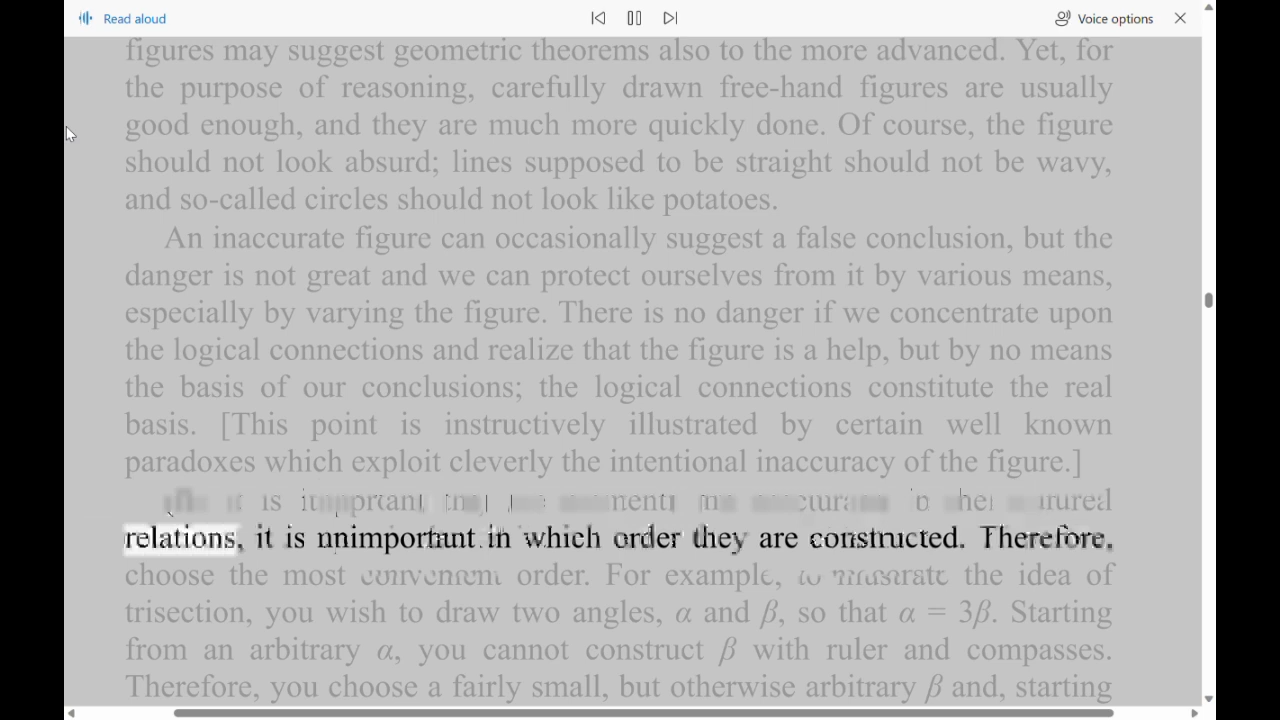 Read aloud
Voice options
figures may suggest geometric theorems also to the more advanced. Yet, for
the purpose of reasoning, carefully drawn free-hand figures are usually
good enough, and they are much more quickly done. Of course, the figure
should not look absurd; lines supposed to be straight should not be wavy,
and so-called circles should not look like potatoes.
An inaccurate figure can occasionally suggest a false conclusion, but the
danger is not great and we can protect ourselves from it by various means,
especially by varying the figure. There is no danger if we concentrate upon
the logical connections and realize that the figure is a help, but by no means
the basis of our conclusions; the logical connections constitute the real
basis. [This point is instructively illustrated by certain well known
paradoxes which exploit cleverly the intentional inaccuracy of the figure.]
is important
relations, it is unimportant in which order they are constructed. Therefore,
choose the most convenient order. For example, to illustrate the idea of
trisection, you wish to draw two angles, α and β, so that α = 3β. Starting
from an arbitrary α, you cannot construct β with ruler and compasses.
Therefore, you choose a fairly small, but otherwise arbitrary β and, starting